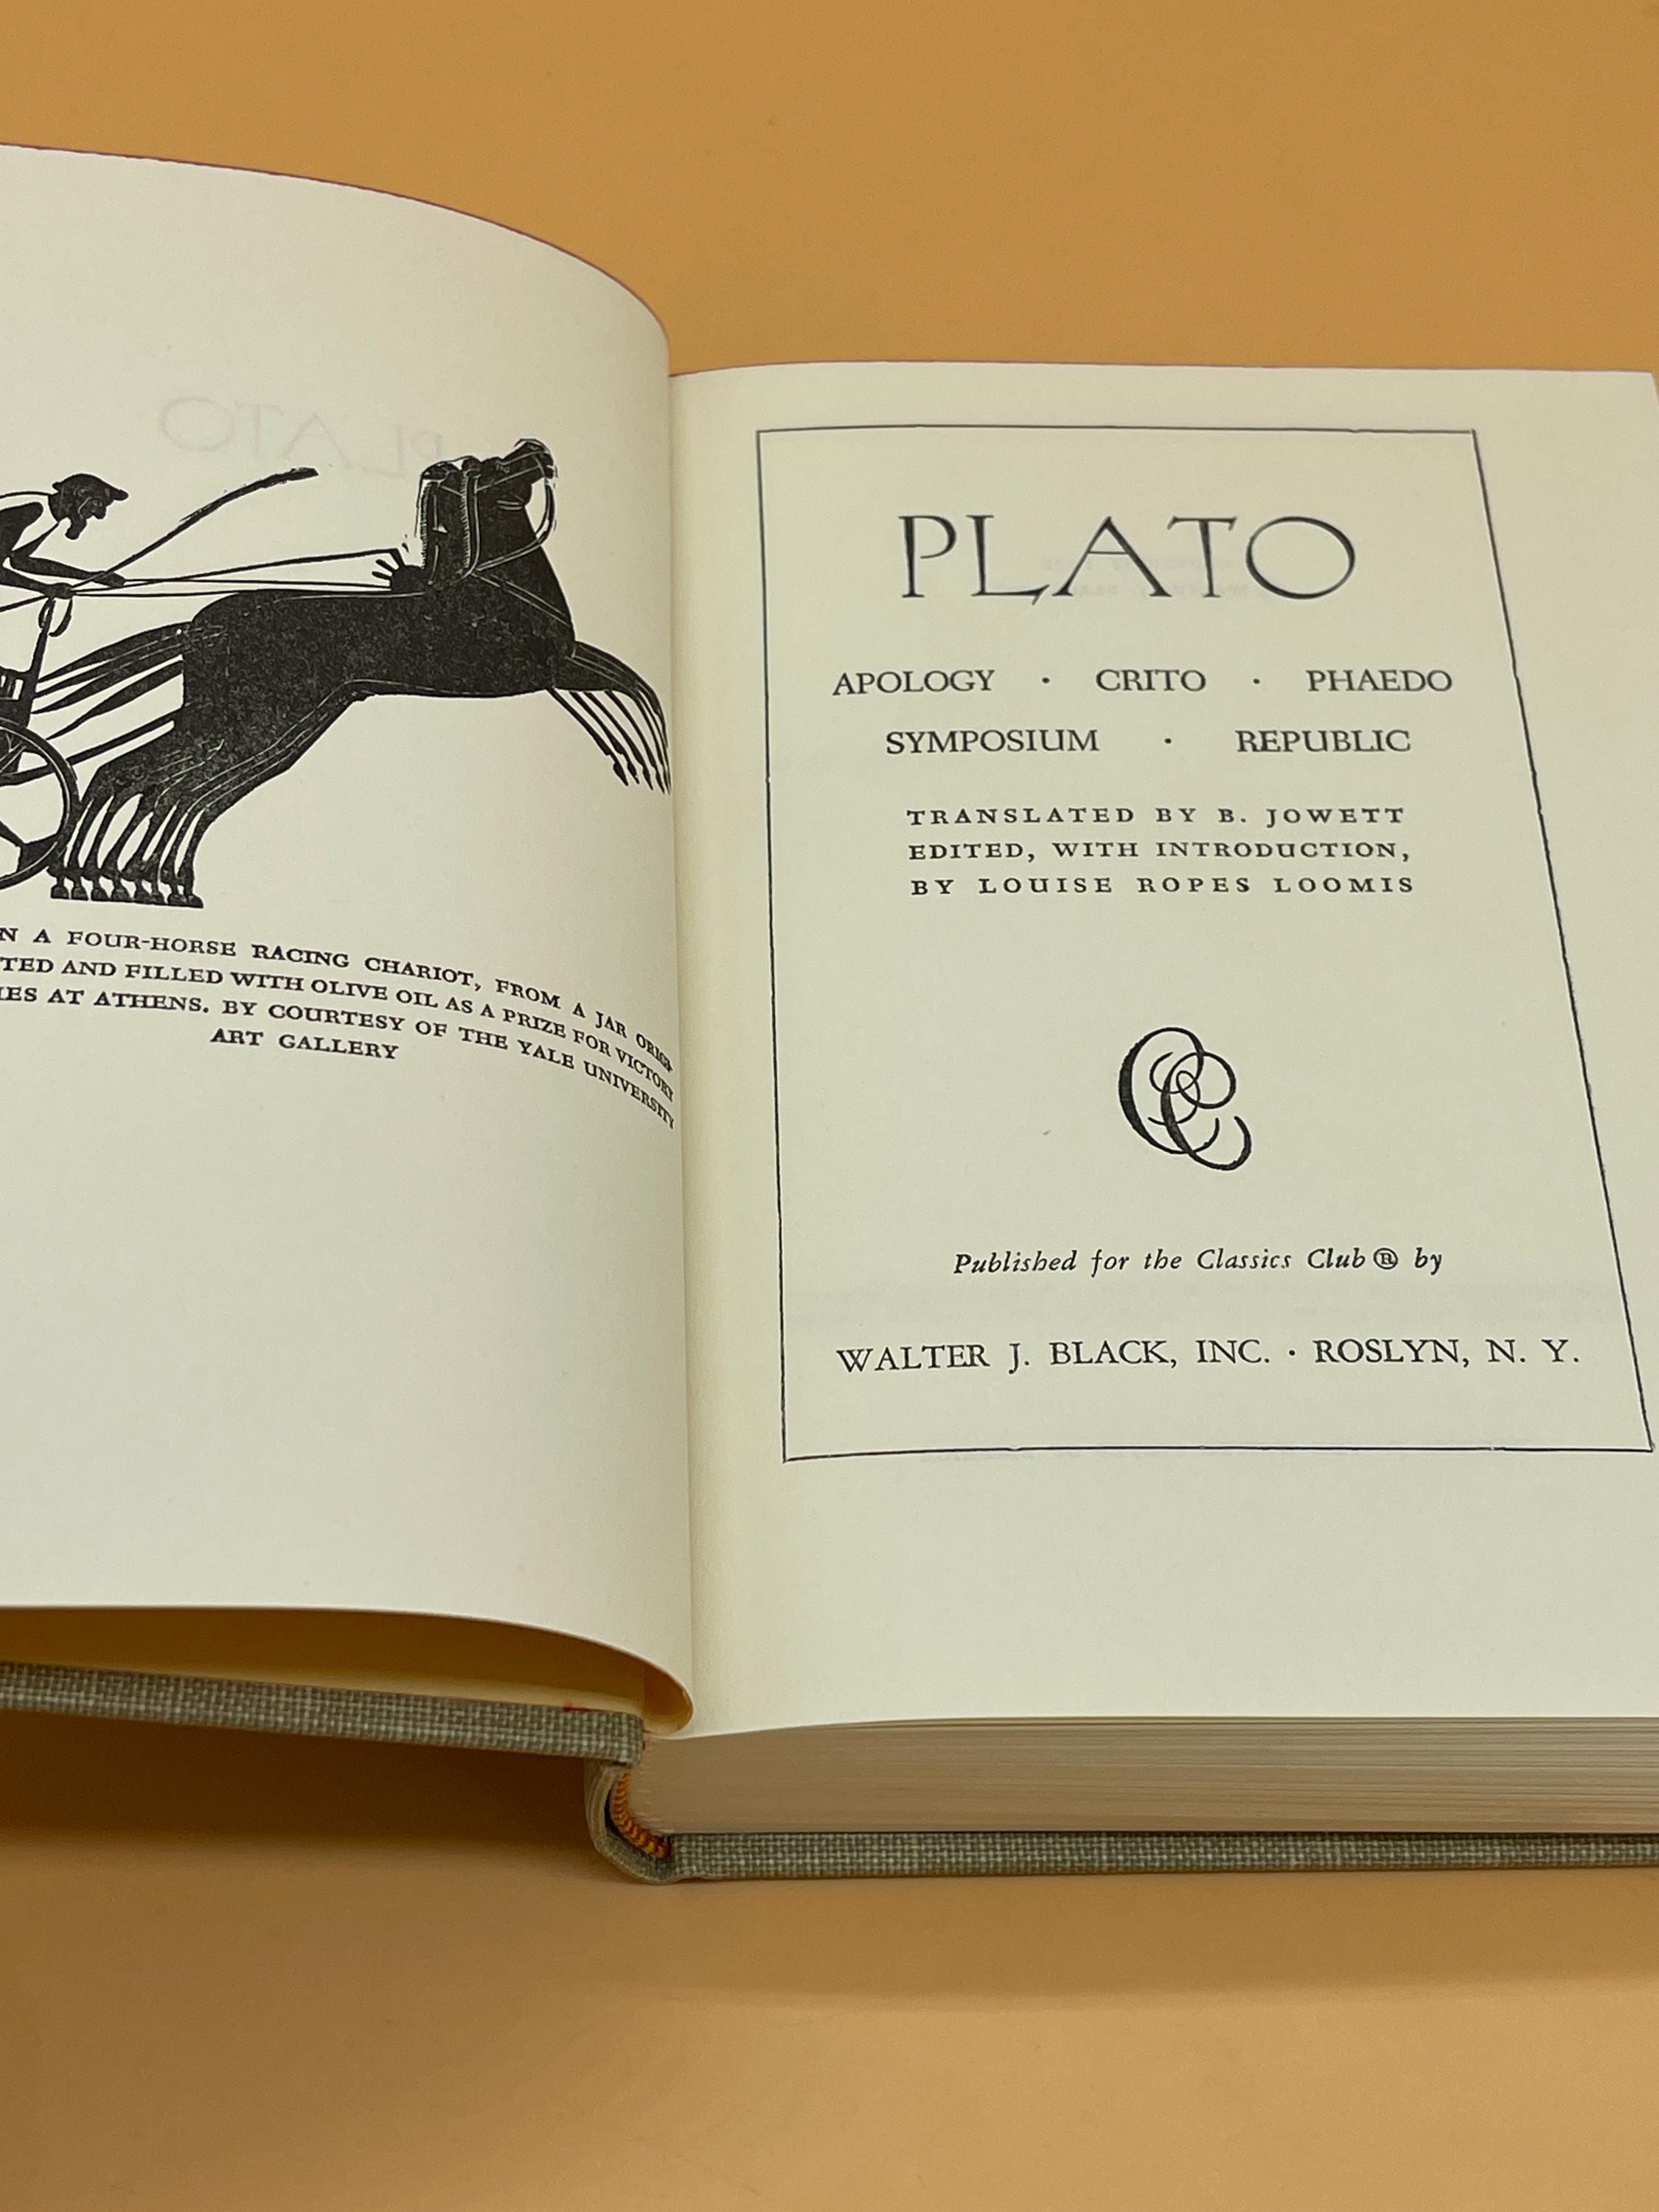 N A FOUR-HORSE RACING CHARIOT, FROM A JAR ORIGI-
TED AND FILLED WITH OLIVE OIL AS A PRIZE FOR VICTORY
IES AT ATHENS. BY COURTESY OF THE YALE UNIVERSITY
ART GALLERY
PLATO
APOLOGY · CRITO · PHAEDO
SYMPOSIUM · REPUBLIC
TRANSLATED BY B. JOWETT
EDITED, WITH INTRODUCTION,
BY LOUISE ROPES LOOMIS
CC
Published for the Classics Club® by
WALTER J. BLACK, INC. · ROSLYN, N. Y.